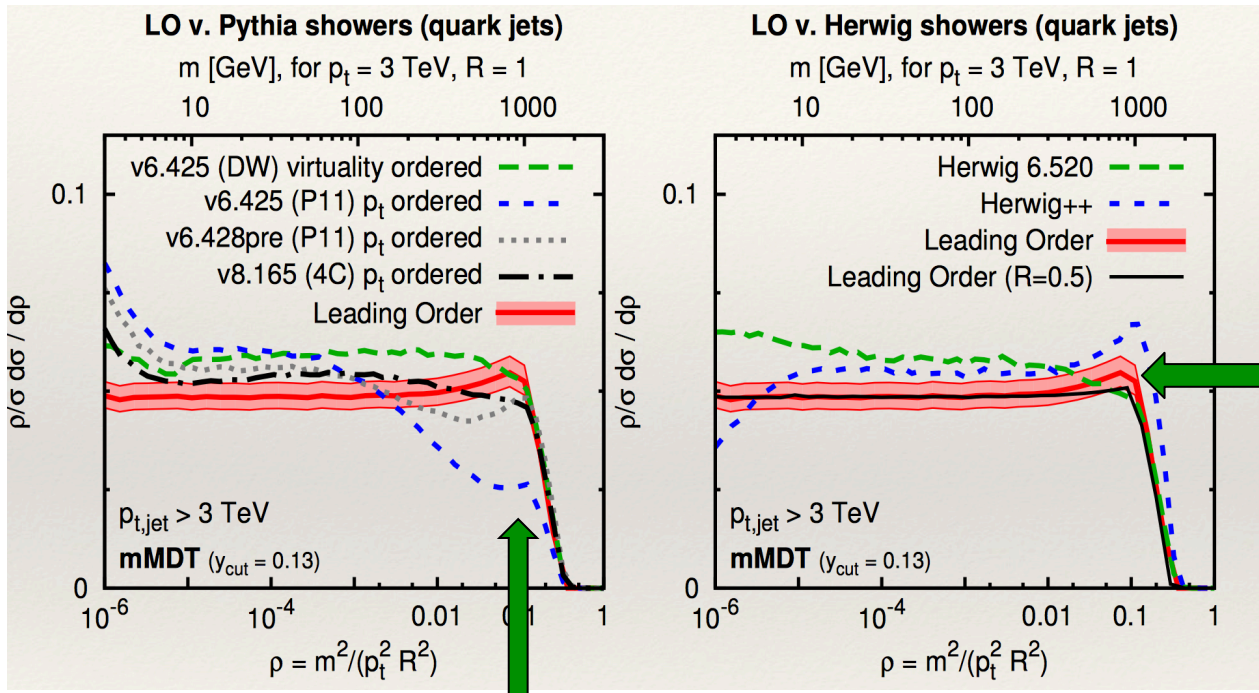 LO v. Pythia showers (quark jets)
m [GeV], for pt = 3 TeV, R = 1
10 100 1000
0.1
v6.425 (DW) virtuality ordered
v6.425 (P11) pt ordered
v6.428pre (P11) pt ordered
v8.165 (4C) pt ordered
Leading Order
ρ/σ dσ / dρ
pt,jet > 3 TeV
mMDT (ycut = 0.13)
0
10-6 10-4 0.01 0.1 1
ρ = m2/(pt2 R2)
LO v. Herwig showers (quark jets)
m [GeV], for pt = 3 TeV, R = 1
10 100 1000
0.1
Herwig 6.520
Herwig++
Leading Order
Leading Order (R=0.5)
ρ/σ dσ / dρ
pt,jet > 3 TeV
mMDT (ycut = 0.13)
0
10-6 10-4 0.01 0.1 1
ρ = m2/(pt2 R2)